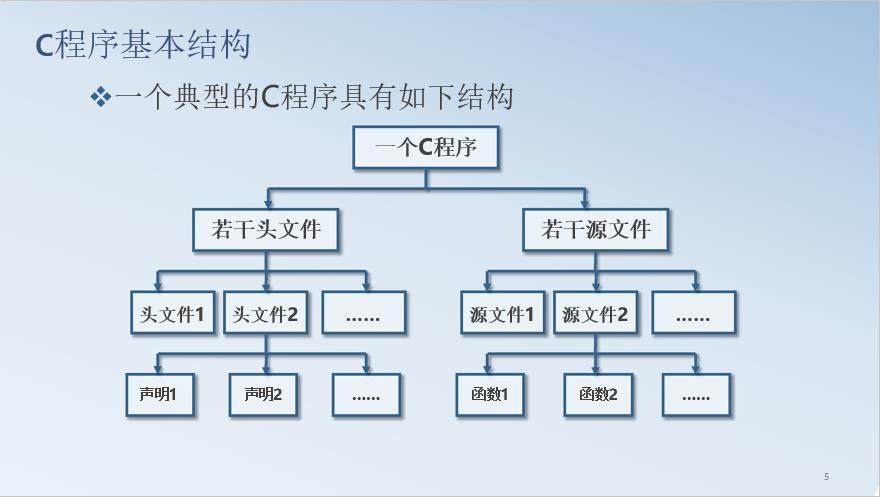 C程序基本结构
❖一个典型的C程序具有如下结构
一个C程序
若干头文件
若干源文件
头文件1
头文件2
……
源文件1
源文件2
……
声明1
声明2
……
函数1
函数2
……
5